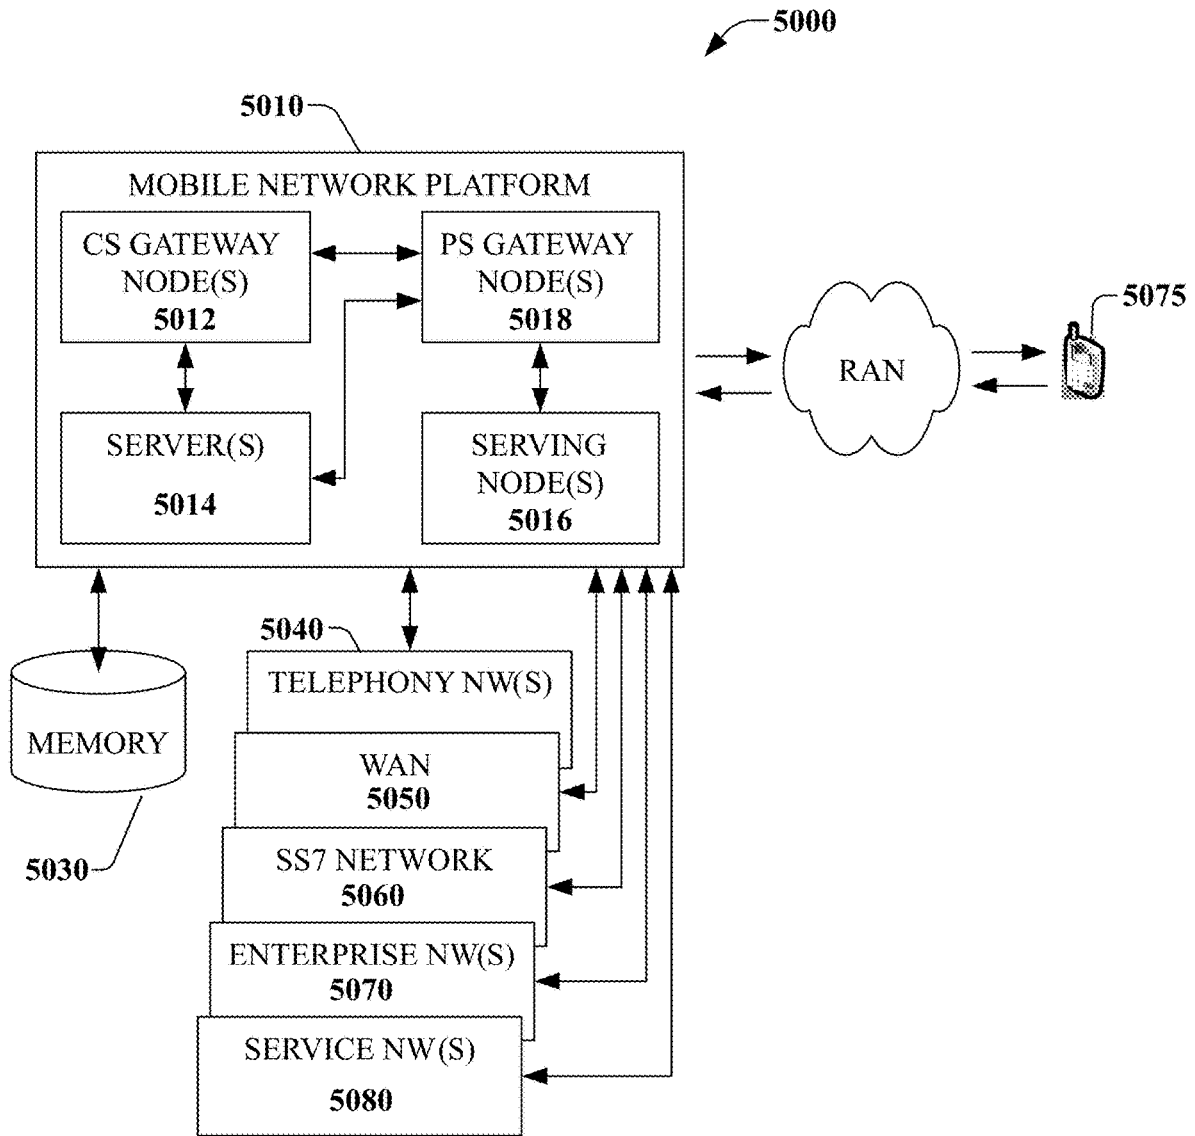 5000
5010
MOBILE NETWORK PLATFORM
CS GATEWAY
NODE(S)
5012
PS GATEWAY
NODE(S)
5018
SERVER(S)
5014
SERVING
NODE(S)
5016
RAN
5075
5040
TELEPHONY NW(S)
MEMORY
5030
WAN
5050
SS7 NETWORK
5060
ENTERPRISE NW(S)
5070
SERVICE NW(S)
5080